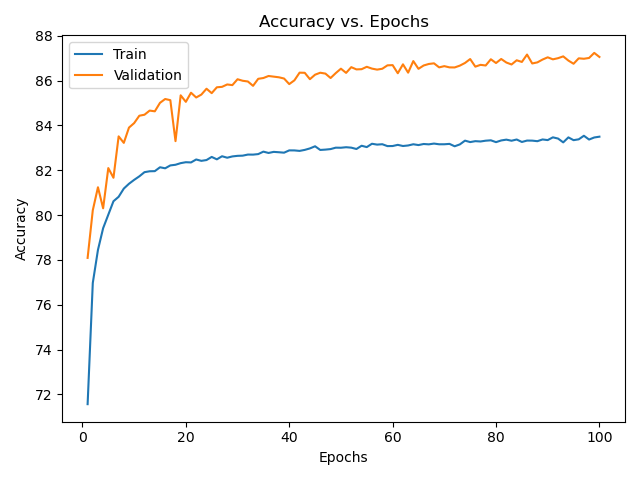 Accuracy vs. Epochs
Train
Validation
88
86
84
82
80
78
76
74
72
Accuracy
0 20 40 60 80 100
Epochs